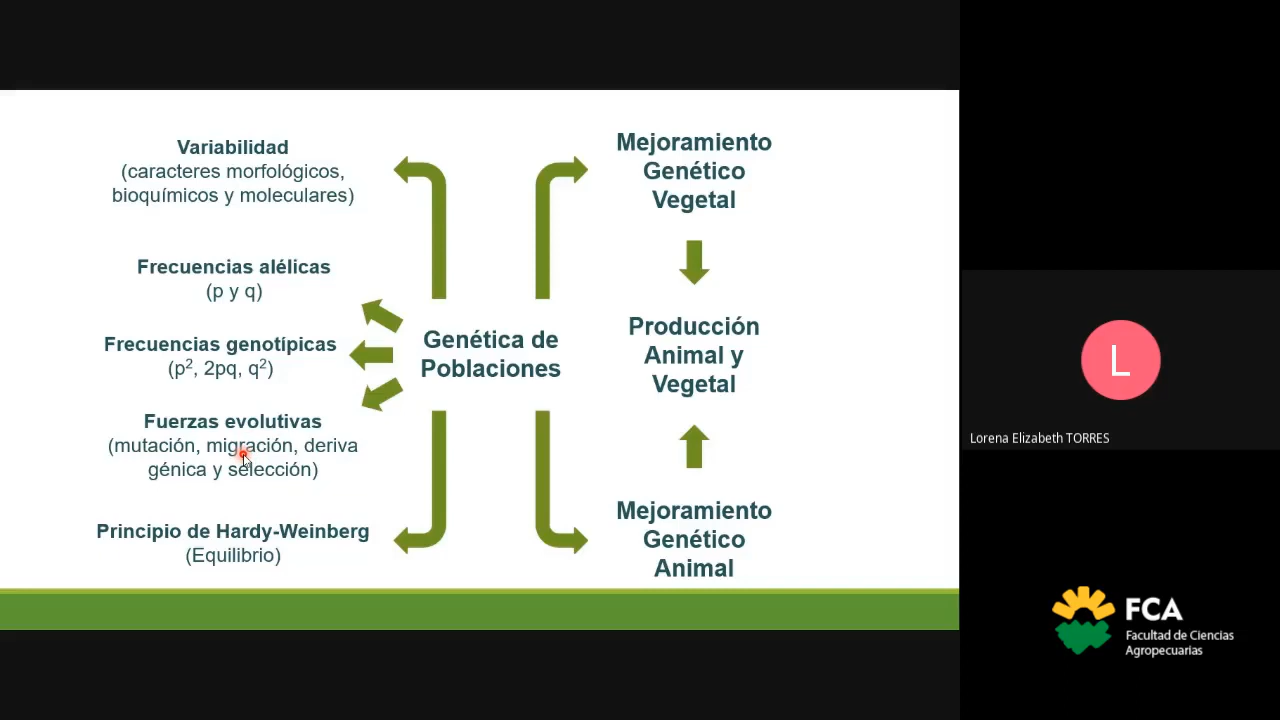 Variabilidad
(caracteres morfológicos,
bioquímicos y moleculares)
Frecuencias alélicas
(p y q)
Frecuencias genotípicas
(p², 2pq, q²)
Fuerzas evolutivas
(mutación, migración, deriva
génica y selección)
Principio de Hardy-Weinberg
(Equilibrio)
Genética de
Poblaciones
Mejoramiento
Genético
Vegetal
Producción
Animal y
Vegetal
Mejoramiento
Genético
Animal
L
Lorena Elizabeth TORRES
FCA
Facultad de Ciencias
Agropecuarias